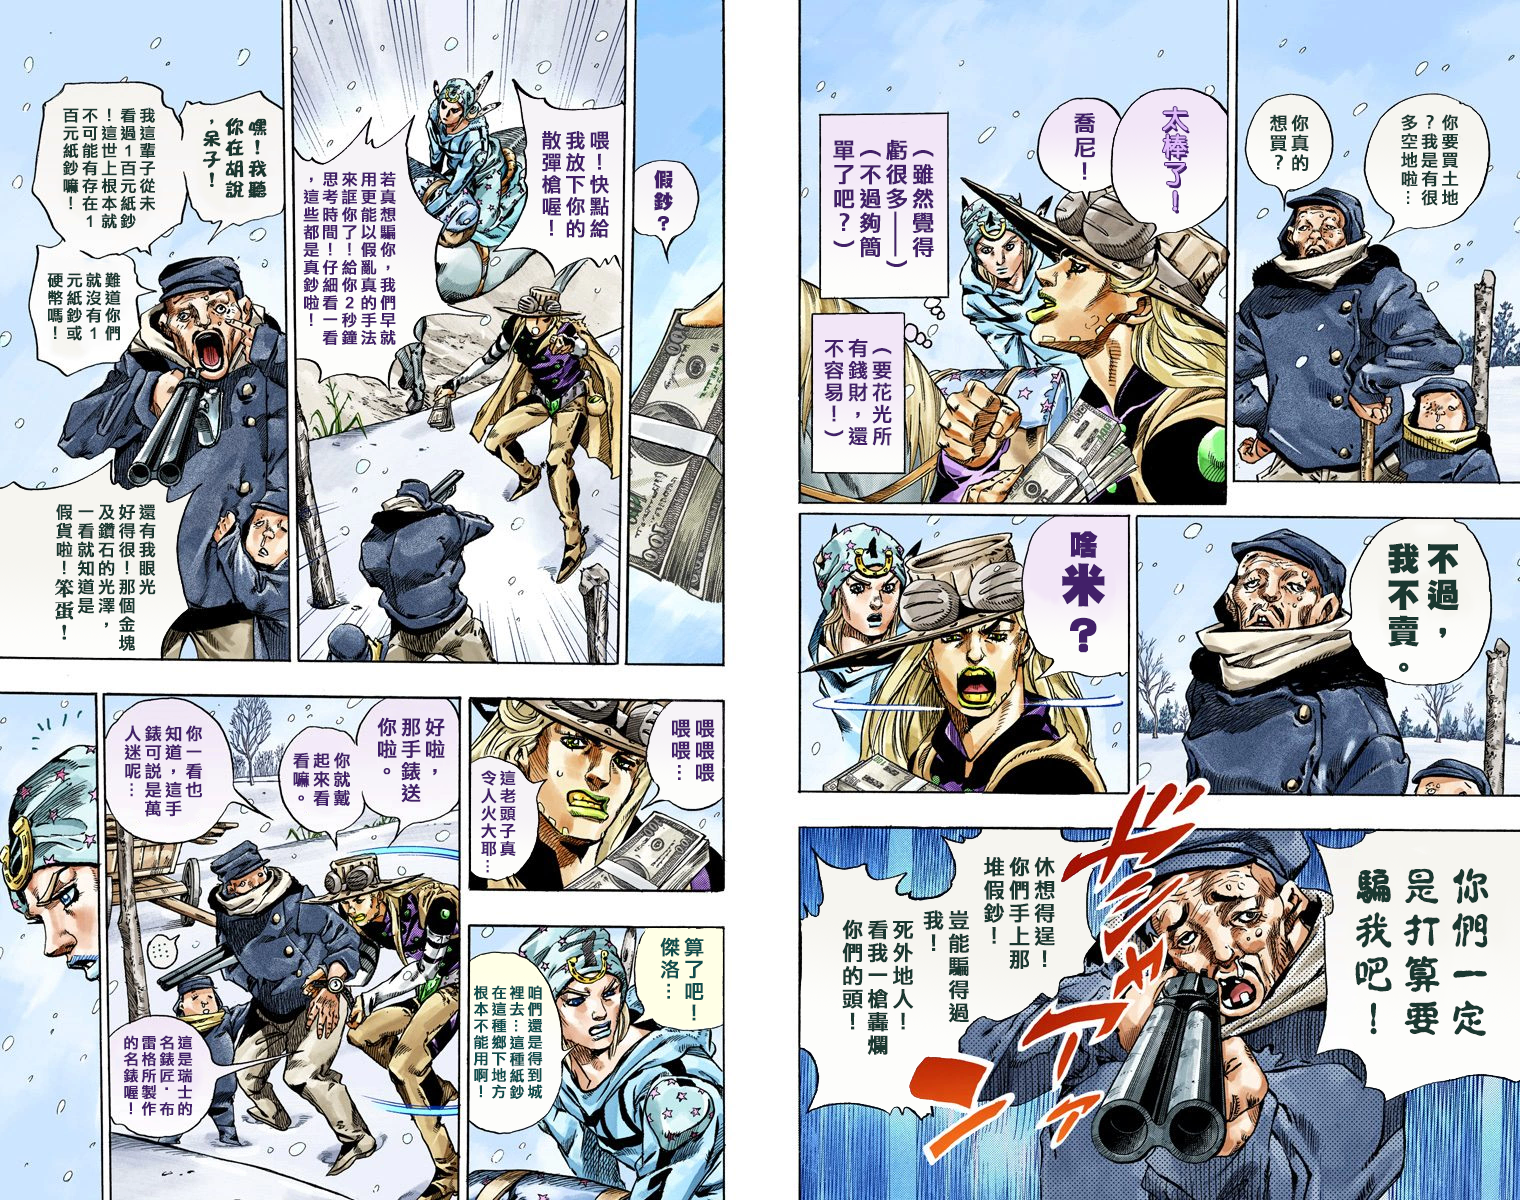 你要買土地
？我是有很
多空地啦…
你真的
想買？
太棒了！
喬尼！
（雖然覺得
虧很多——）
（不過夠簡
單了吧？）
（要花光所
有錢財，還
不容易！）
不過，
我不賣。
啥
米？
你們一定
是打算要
騙我吧！
休想得逞！
你們手上那
堆假鈔！
豈能騙得過
我！
死外地人！
看我一槍轟爛
你們的頭！
ドジャアーン
假鈔？
喂！快點給
我放下你的
散彈槍喔！
若真想騙你，我們早就
用更能以假亂真的手法
來誆你了！給你2秒鐘
思考時間！仔細看一看
，這些都是真鈔啦！
嘿！我聽
你在胡說
，呆子！
我這輩子從未
看過1百元紙鈔
！這世上根本就
不可能有存在1
百元紙鈔嘛！
難道你們
就沒有1
元紙鈔或
硬幣嗎！
還有我眼光
好得很！那個金塊
及鑽石的光澤，
一看就知道是
假貨啦！笨蛋！
喂喂喂
喂喂…
這老頭子真
令人火大耶…
算了吧！
傑洛…
咱們還是得到城
裡去…這種紙鈔
在這種鄉下地方
根本不能用啊！
好啦，
那手錶送
你啦。
你就戴
起來看
看嘛。
你一看也
知道，這手
錶可說是萬
人迷呢…
…
這是瑞士的
名錶匠·布
雷格所製作
的名錶喔！